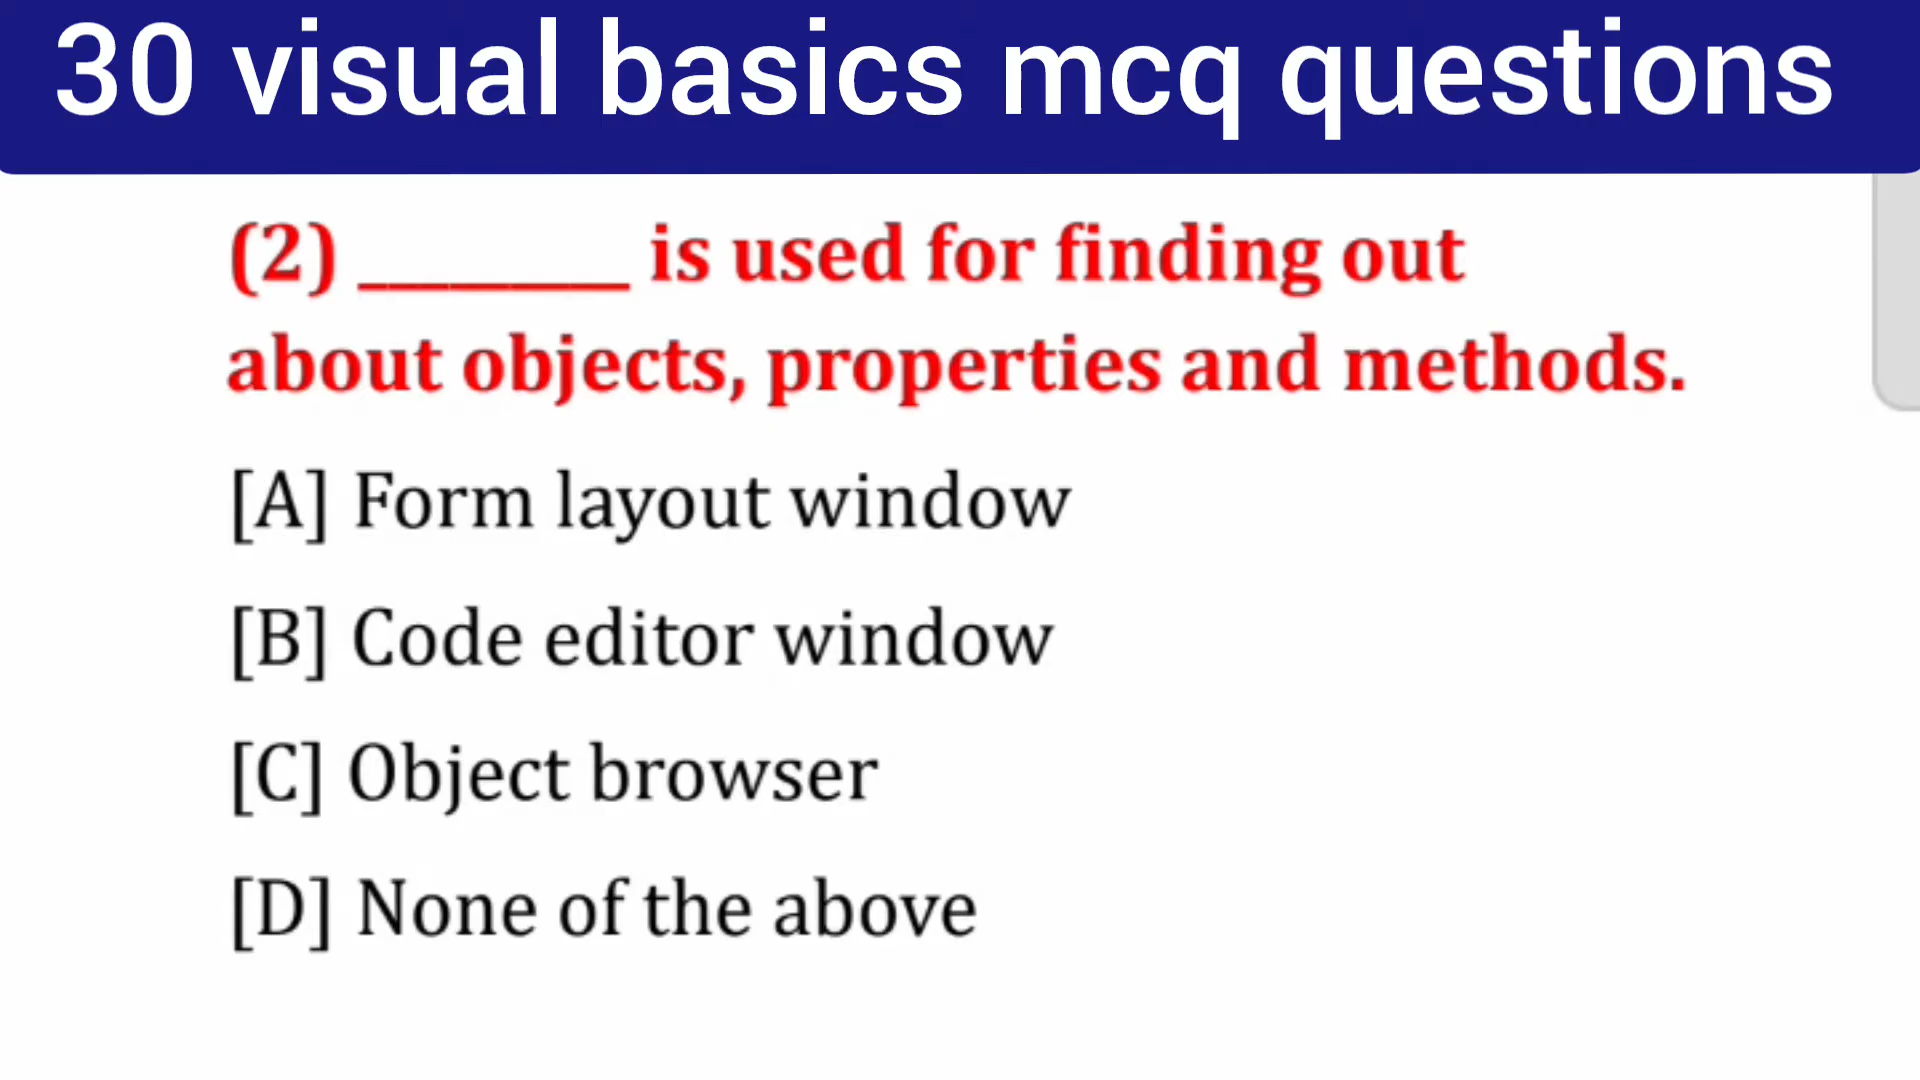 30 visual basics mcq questions
(2) _________ is used for finding out
about objects, properties and methods.
[A] Form layout window
[B] Code editor window
[C] Object browser
[D] None of the above